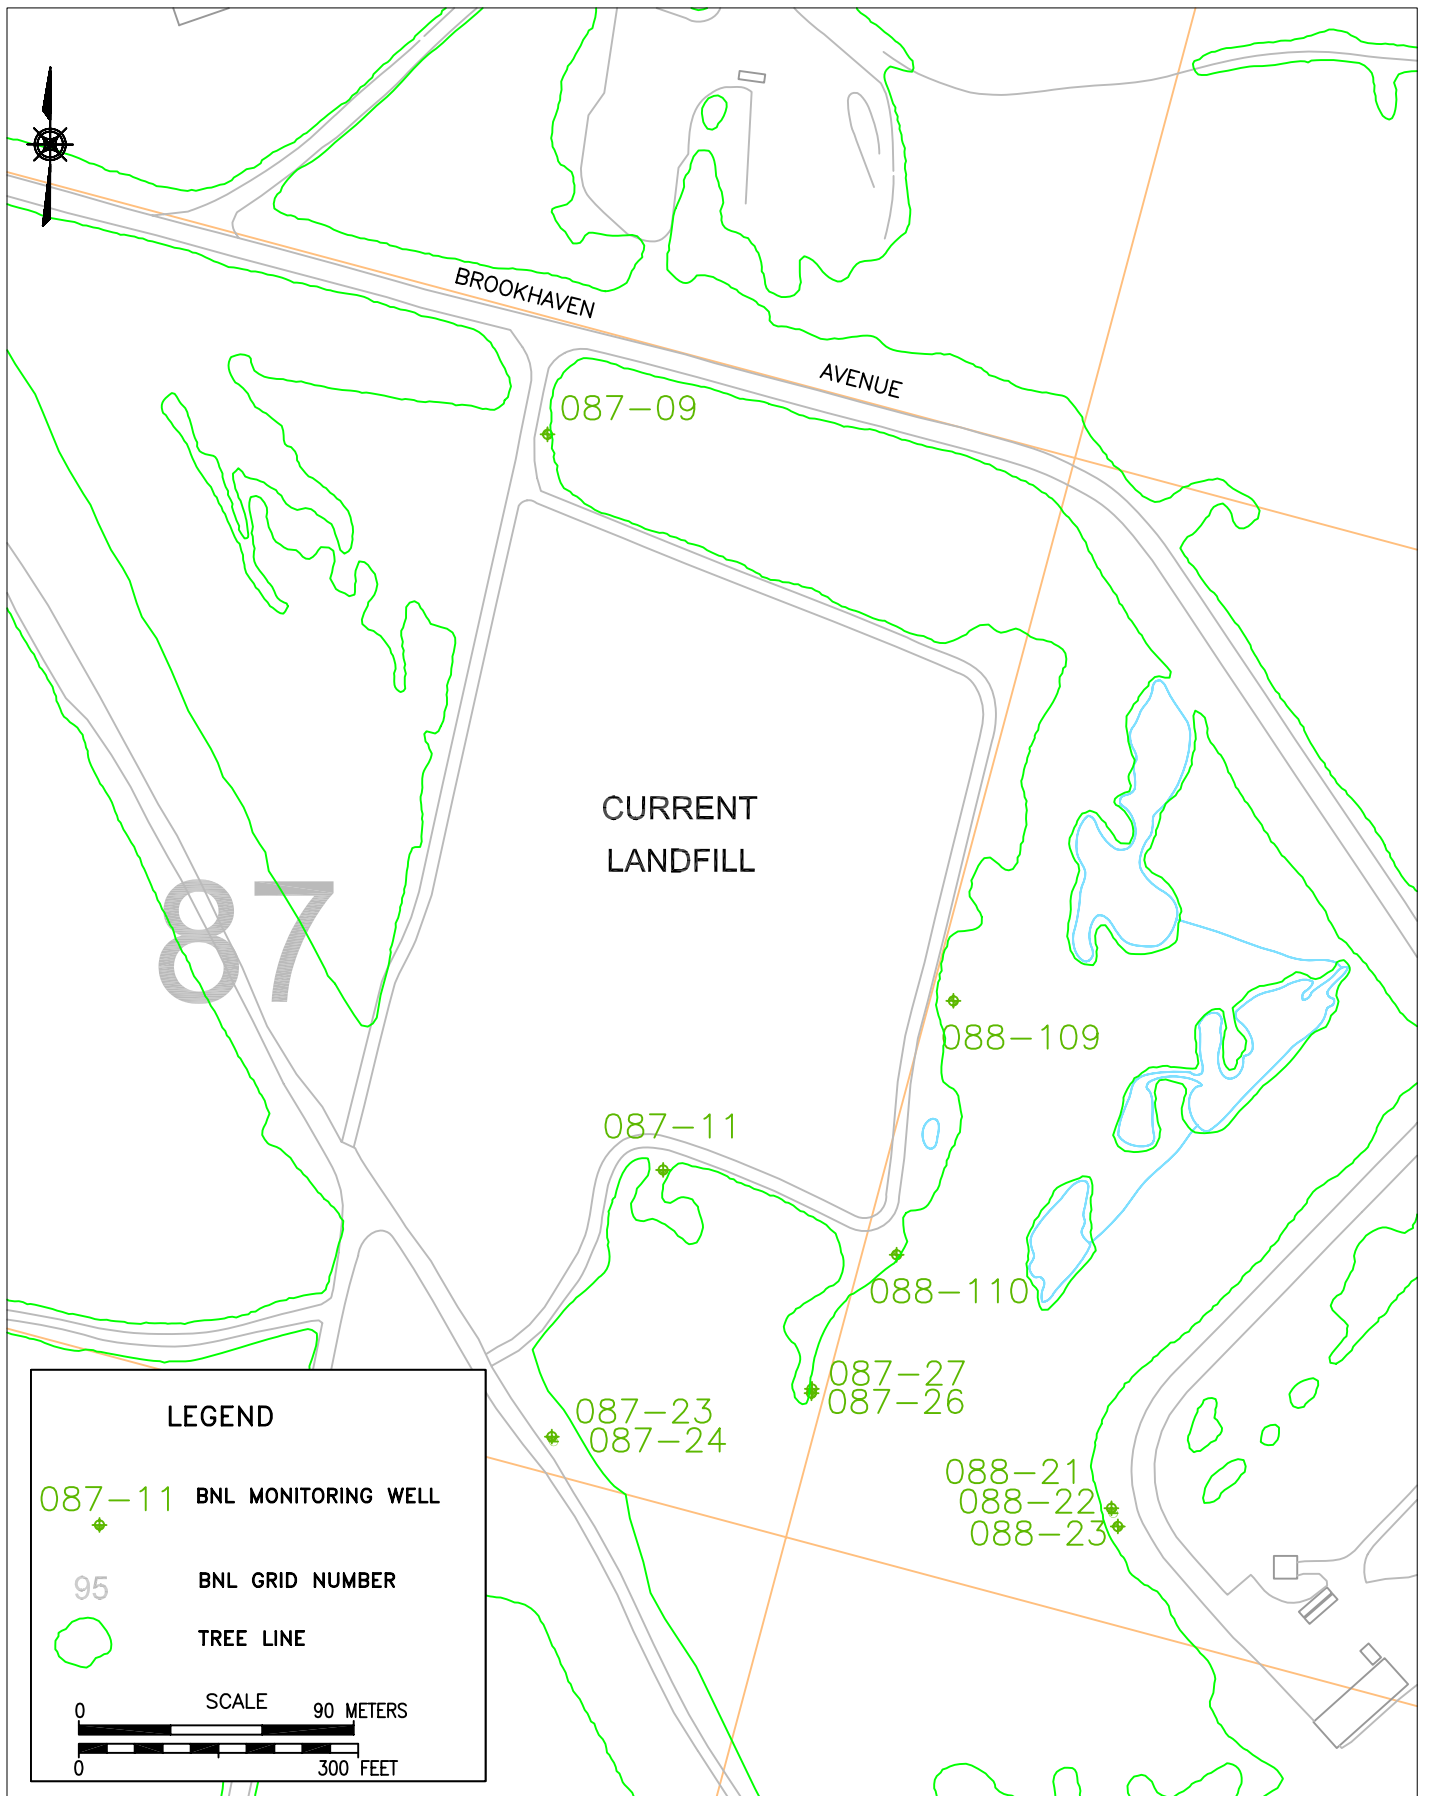 BROOKHAVEN
AVENUE
087-09
CURRENT
LANDFILL
87
088-109
087-11
088-110
087-27
087-26
087-23
087-24
088-21
088-22
088-23
LEGEND
087-11 BNL MONITORING WELL
95 BNL GRID NUMBER
TREE LINE
SCALE
0 90 METERS
0 300 FEET